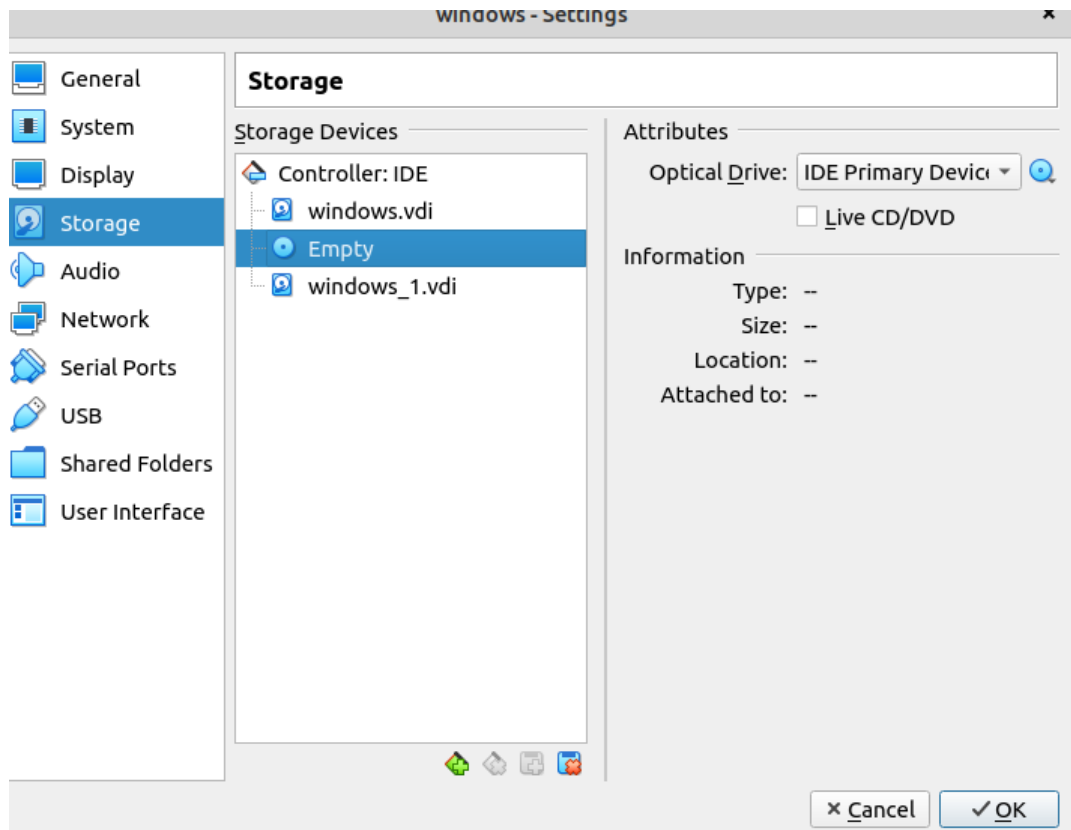 windows - Settings
General
System
Display
Storage
Audio
Network
Serial Ports
USB
Shared Folders
User Interface
Storage
Storage Devices
Controller: IDE
windows.vdi
Empty
windows_1.vdi
Attributes
Optical Drive: IDE Primary Device
Live CD/DVD
Information
Type: --
Size: --
Location: --
Attached to: --
Cancel
OK